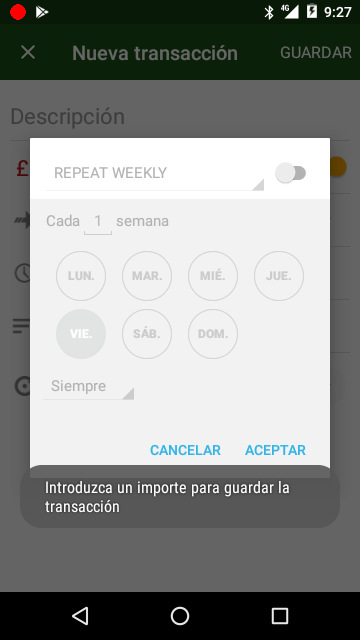 4G 9:27
Nueva transacción GUARDAR
Descripción
£
REPEAT WEEKLY
Cada 1 semana
LUN. MAR. MIÉ. JUE.
VIE. SÁB. DOM.
Siempre
CANCELAR ACEPTAR
Introduzca un importe para guardar la
transacción